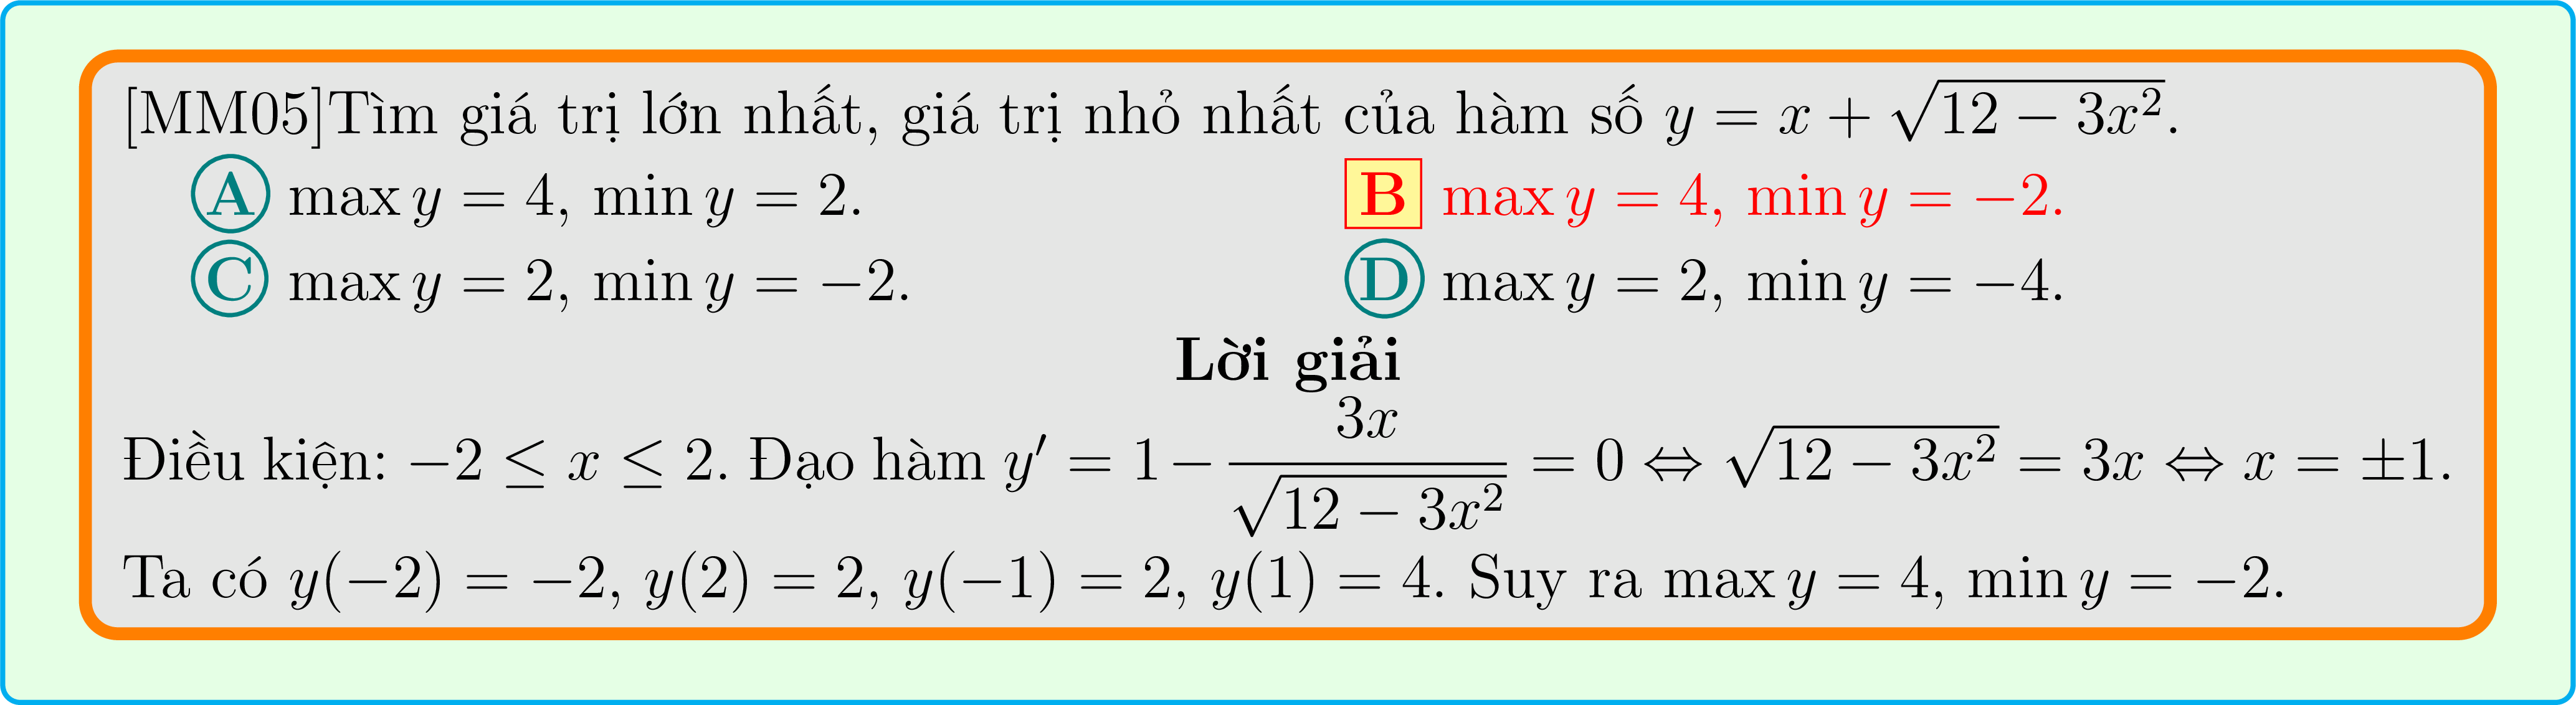 [MM05]Tìm giá trị lớn nhất, giá trị nhỏ nhất của hàm số $y = x + \sqrt{12 - 3x^2}$.
A max y = 4, min y = 2.
B max y = 4, min y = −2.
C max y = 2, min y = −2.
D max y = 2, min y = −4.
Lời giải
Điều kiện: $-2 \leq x \leq 2$. Đạo hàm $y' = 1 - \dfrac{3x}{\sqrt{12 - 3x^2}} = 0 \Leftrightarrow \sqrt{12 - 3x^2} = 3x \Leftrightarrow x = \pm 1$.
Ta có y(−2) = −2, y(2) = 2, y(−1) = 2, y(1) = 4. Suy ra max y = 4, min y = −2.